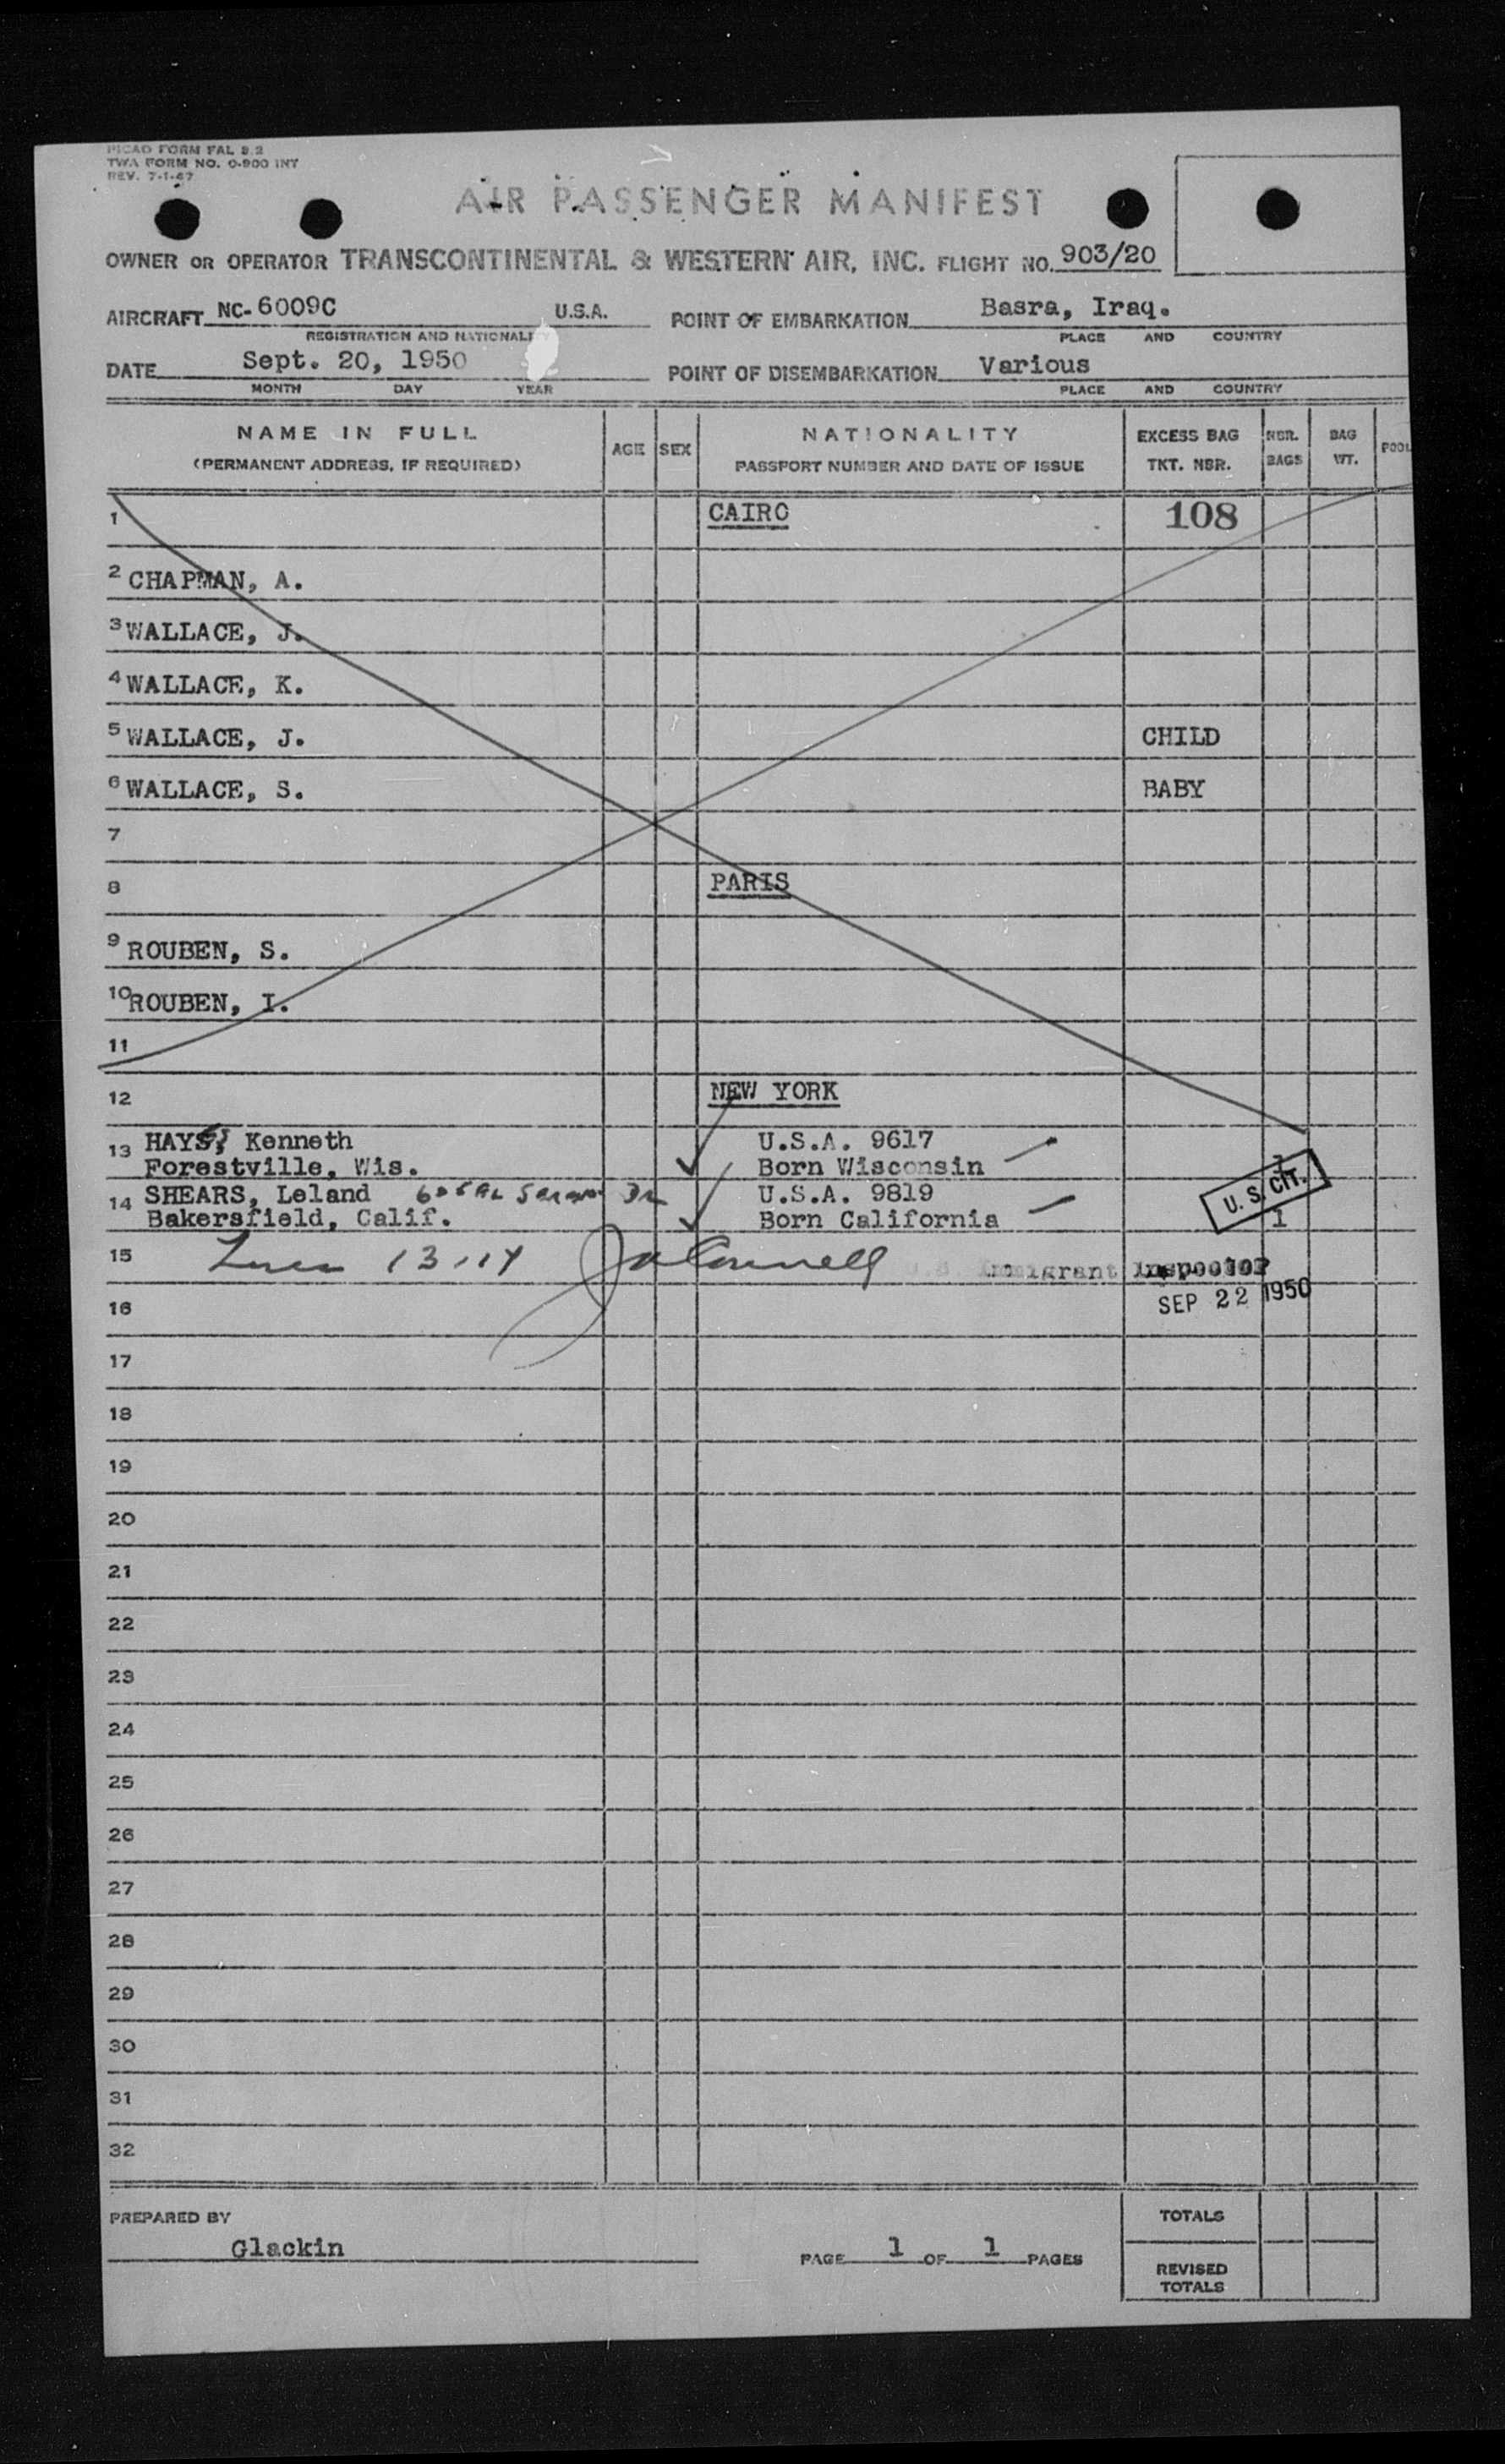 PICAO FORM FAL 9.2
TWA FORM NO. O-900 INT
REV. 7-1-47
AIR PASSENGER MANIFEST
OWNER OR OPERATOR TRANSCONTINENTAL & WESTERN AIR, INC. FLIGHT NO. 903/20
AIRCRAFT NC-6009C U.S.A. POINT OF EMBARKATION Basra, Iraq.
REGISTRATION AND NATIONALITY PLACE AND COUNTRY
DATE Sept. 20, 1950 POINT OF DISEMBARKATION Various
MONTH DAY YEAR PLACE AND COUNTRY
NAME IN FULL AGE SEX NATIONALITY EXCESS BAG NBR. BAG POOL
(PERMANENT ADDRESS, IF REQUIRED) PASSPORT NUMBER AND DATE OF ISSUE TKT. NBR. BAGS WT.
1 CAIRO 108
2 CHAPMAN, A.
3 WALLACE, J.
4 WALLACE, K.
5 WALLACE, J. CHILD
6 WALLACE, S. BABY
7
8 PARIS
9 ROUBEN, S.
10 ROUBEN, I.
11
12 NEW YORK
13 HAYS, Kenneth U.S.A. 9617
Forestville, Wis. Born Wisconsin 1
14 SHEARS, Leland U.S.A. 9819 U. S. CIT.
Bakersfield, Calif. Born California 1
15 13-14 Immigrant Inspector
16 SEP 22 1950
17
18
19
20
21
22
23
24
25
26
27
28
29
30
31
32
PREPARED BY TOTALS
Glackin PAGE 1 OF 1 PAGES
REVISED
TOTALS